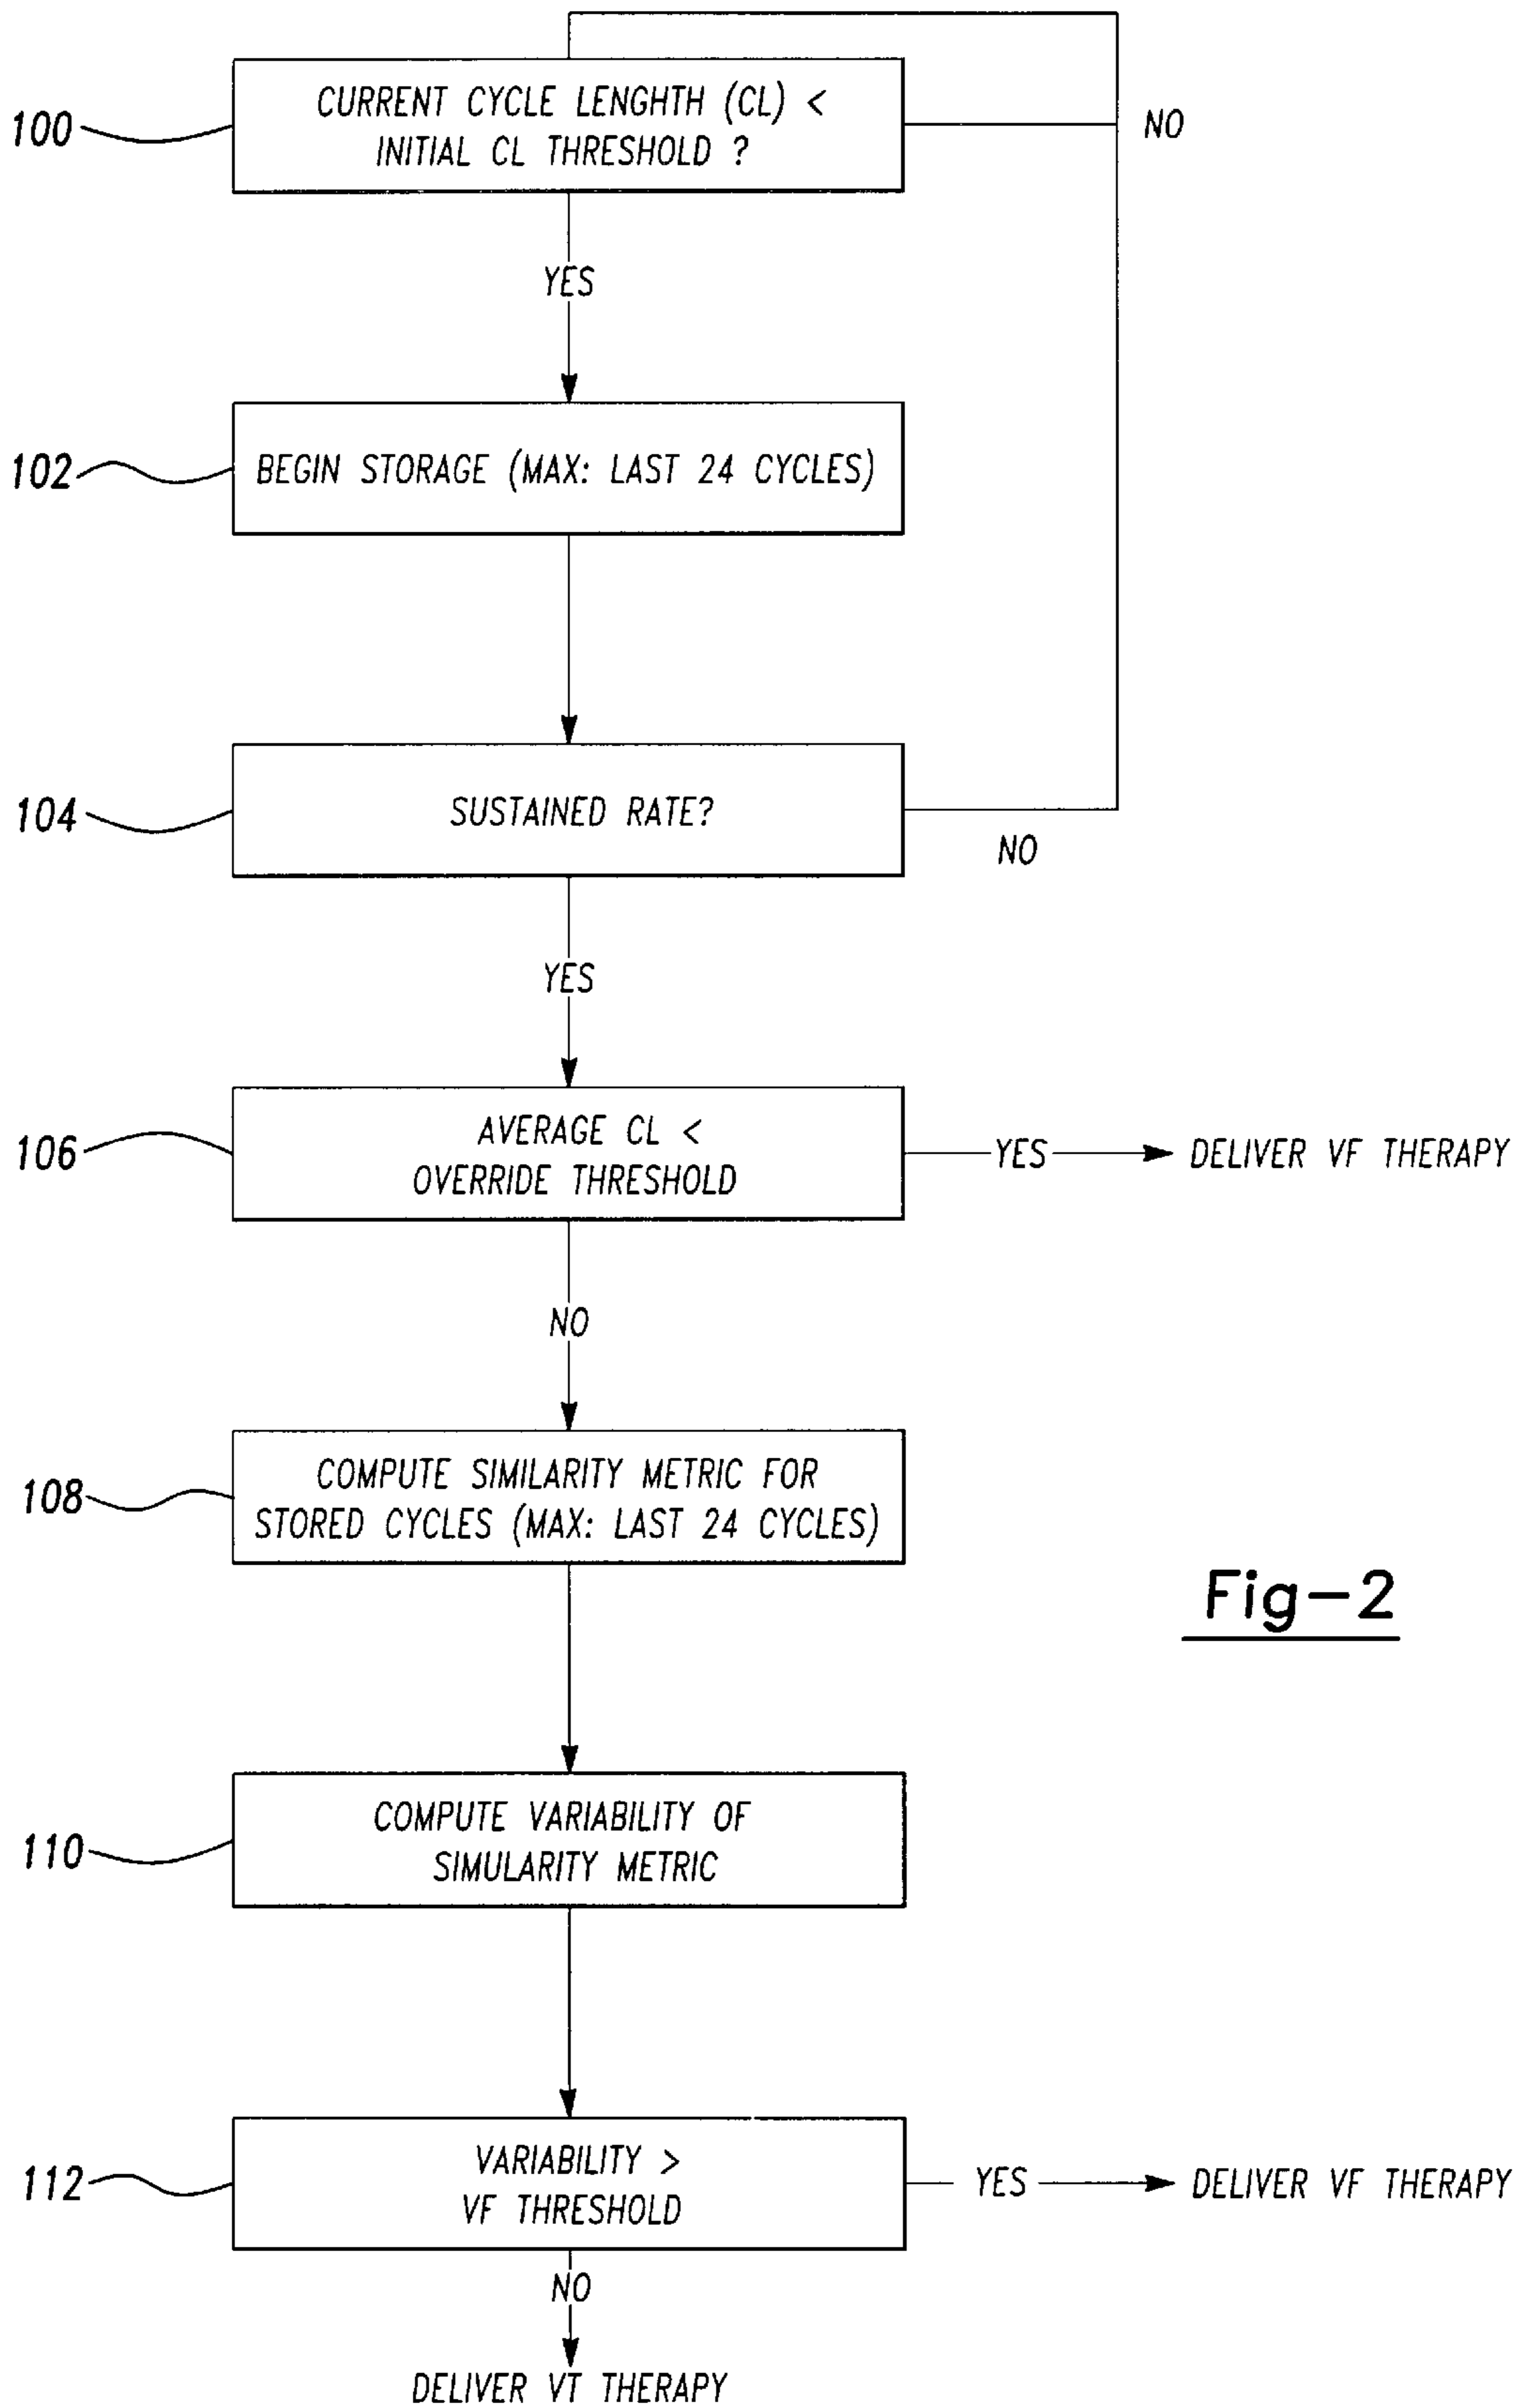 100
CURRENT CYCLE LENGHTH (CL) <
INITIAL CL THRESHOLD ?
NO
YES
102
BEGIN STORAGE (MAX: LAST 24 CYCLES)
104
SUSTAINED RATE?
NO
YES
106
AVERAGE CL <
OVERRIDE THRESHOLD
YES
DELIVER VF THERAPY
NO
108
COMPUTE SIMILARITY METRIC FOR
STORED CYCLES (MAX: LAST 24 CYCLES)
Fig-2
110
COMPUTE VARIABILITY OF
SIMULARITY METRIC
112
VARIABILITY >
VF THRESHOLD
YES
DELIVER VF THERAPY
NO
DELIVER VT THERAPY